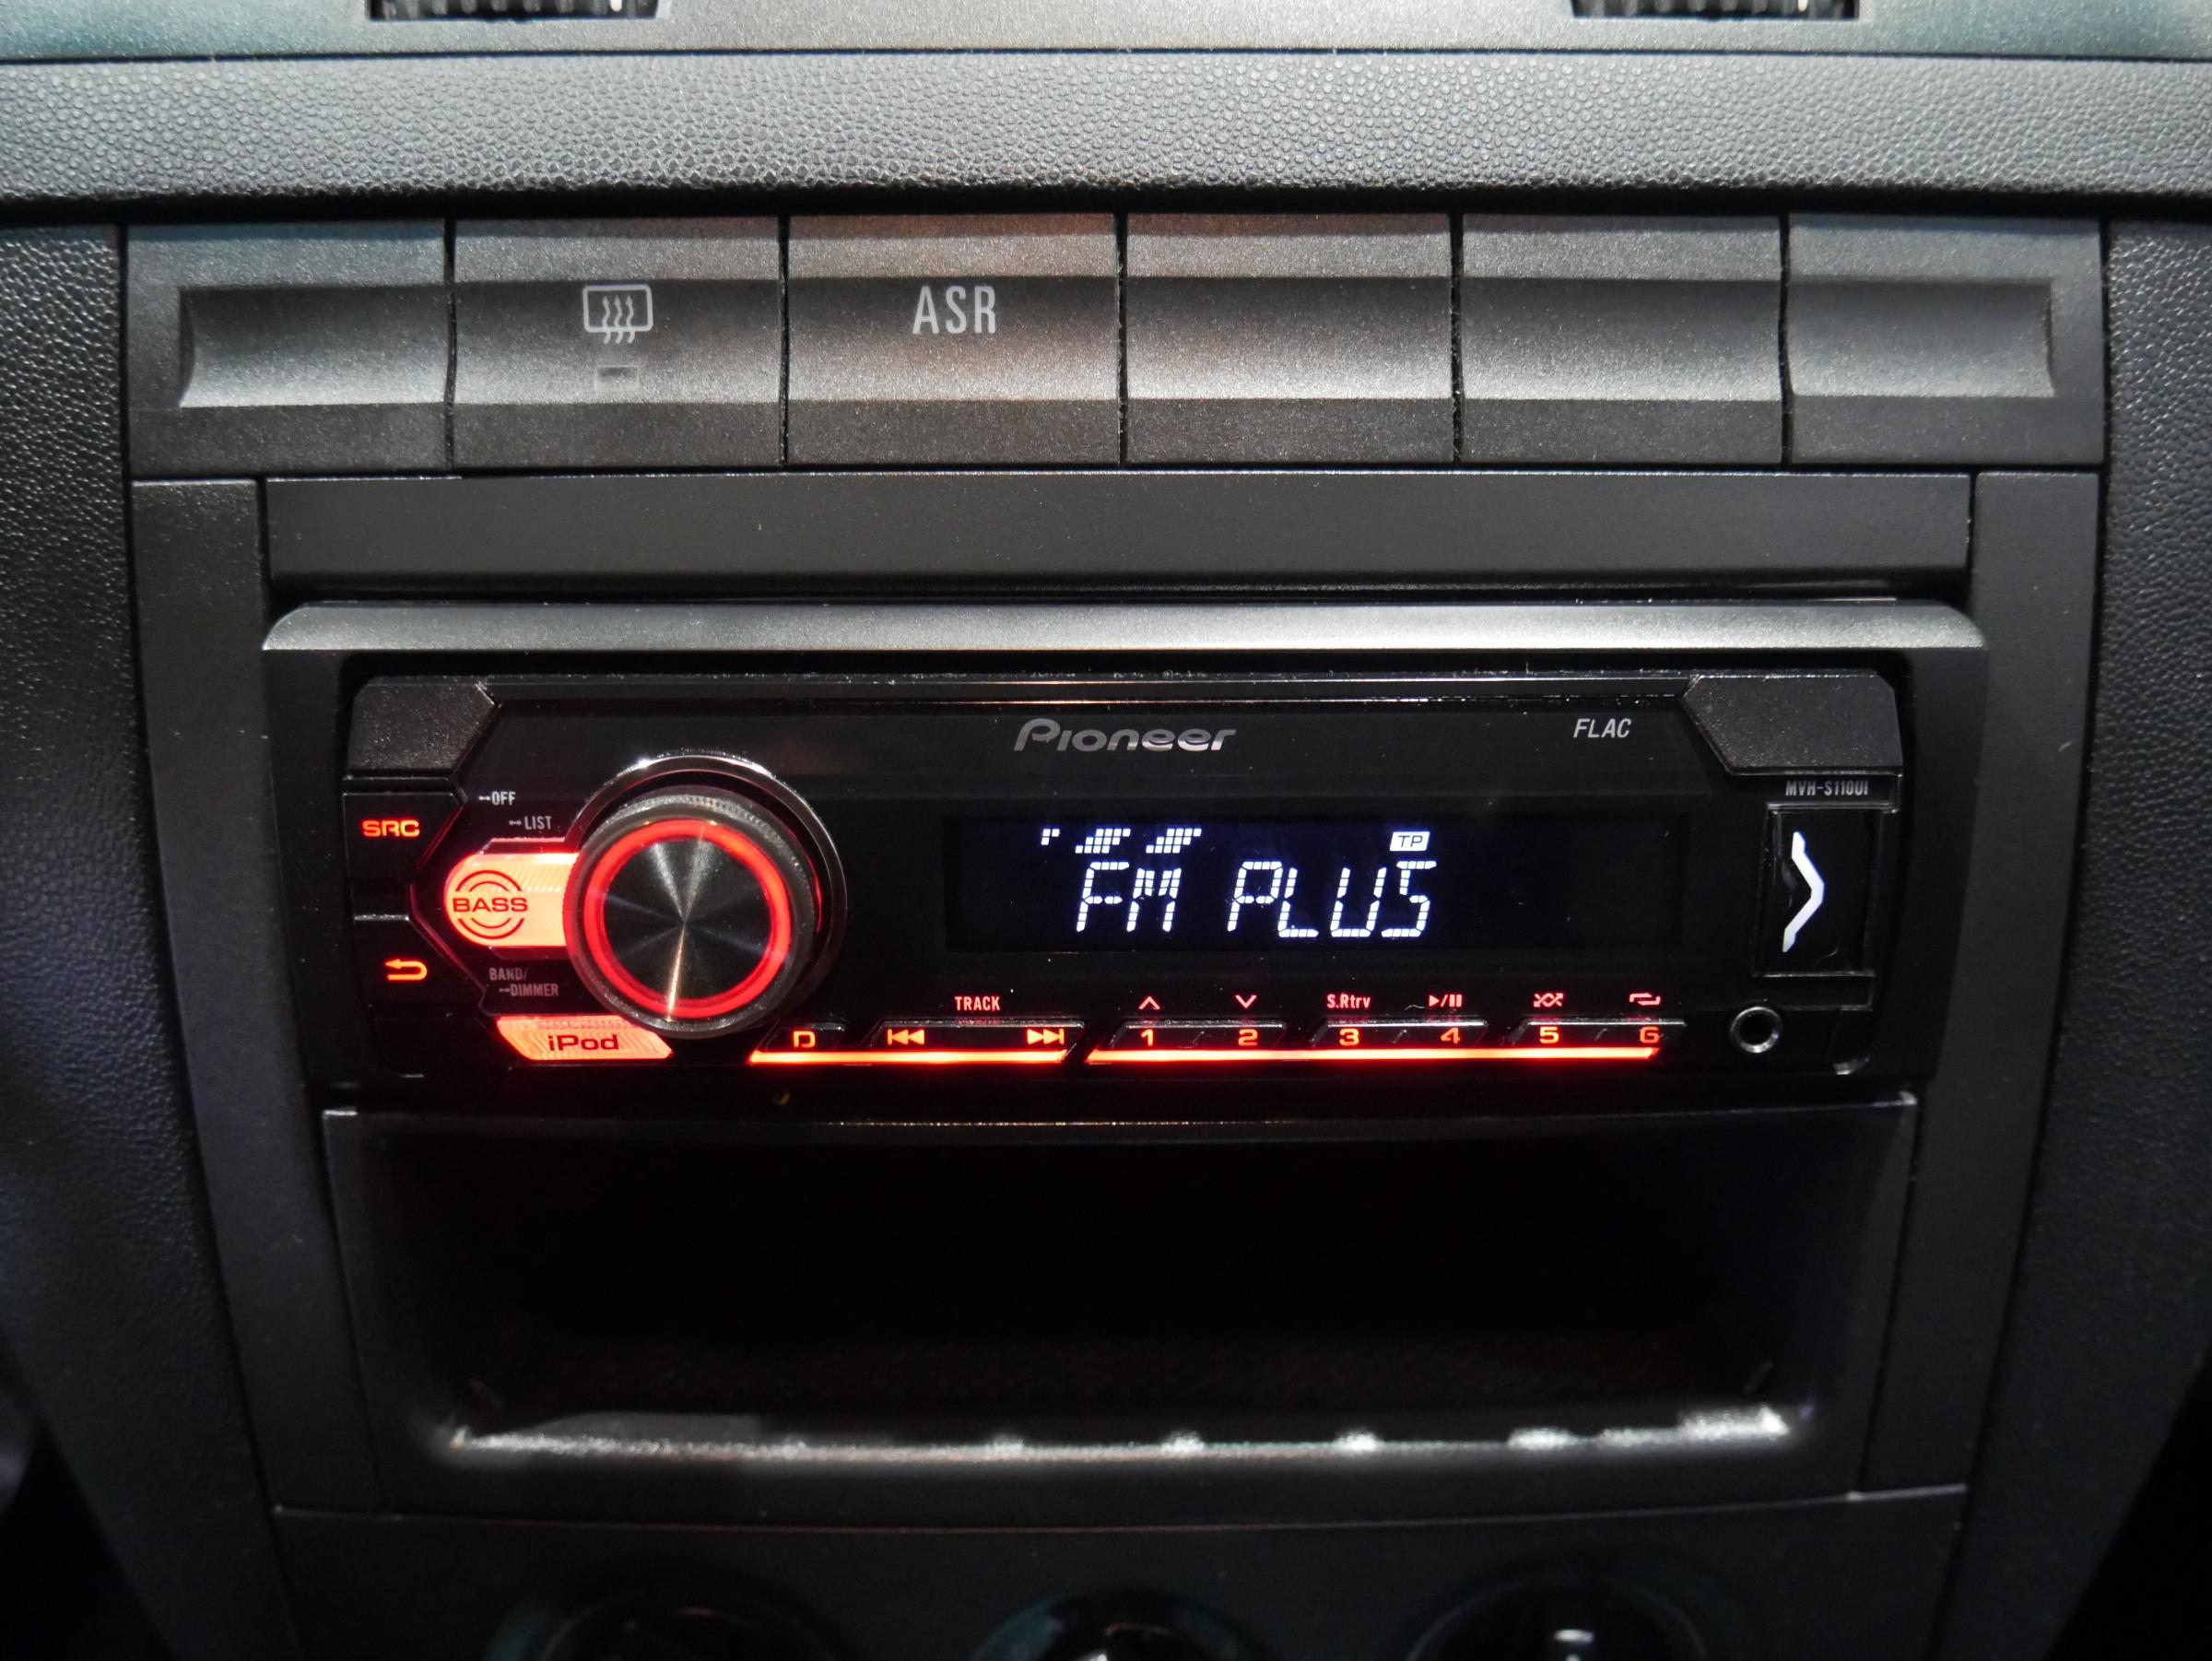 ASR
Pioneer
FLAC
MVH-S110UI
OFF
LIST
SRC
BASS
TP
FM PLUS
BAND/
DIMMER
iPod
TRACK
S.Rtrv
D
1 2 3 4 5 6